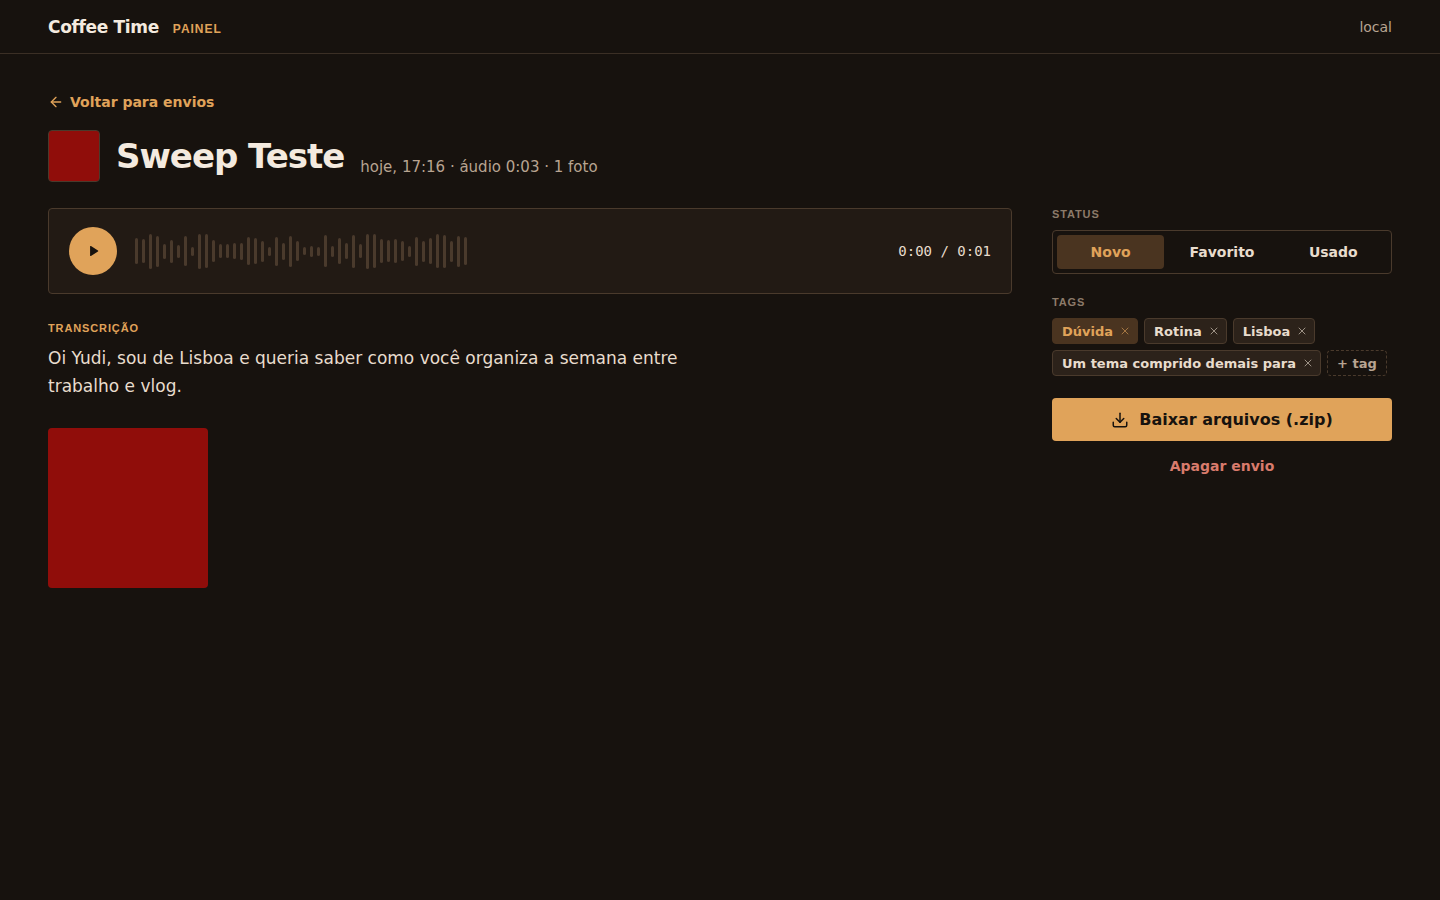 Coffee Time PAINEL
local
Voltar para envios
Sweep Teste
hoje, 17:16 · áudio 0:03 · 1 foto
0:00 / 0:01
TRANSCRIÇÃO
Oi Yudi, sou de Lisboa e queria saber como você organiza a semana entre
trabalho e vlog.
STATUS
Novo Favorito Usado
TAGS
Dúvida × Rotina × Lisboa ×
Um tema comprido demais para × + tag
Baixar arquivos (.zip)
Apagar envio